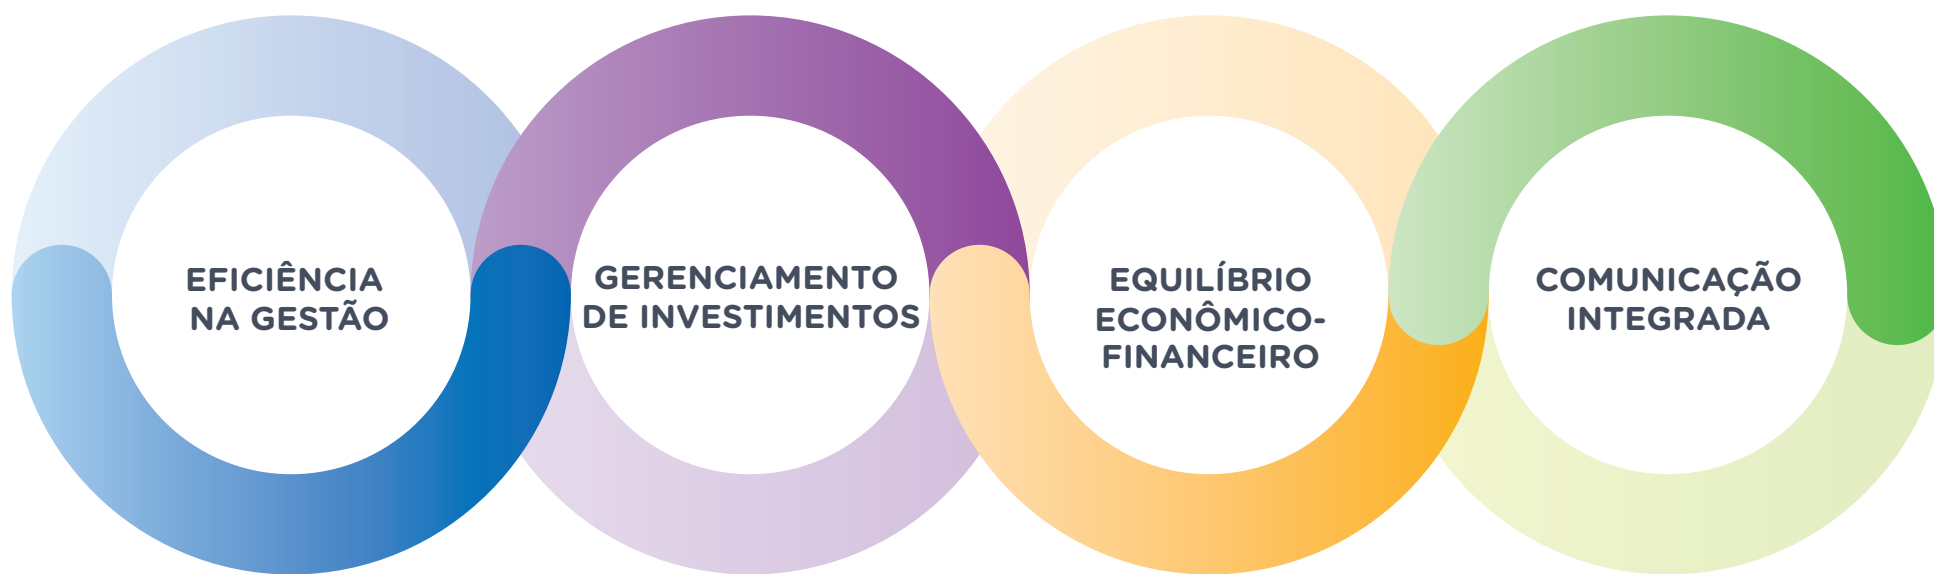 EFICIÊNCIA
NA GESTÃO
GERENCIAMENTO
DE INVESTIMENTOS
EQUILÍBRIO
ECONÔMICO-
FINANCEIRO
COMUNICAÇÃO
INTEGRADA